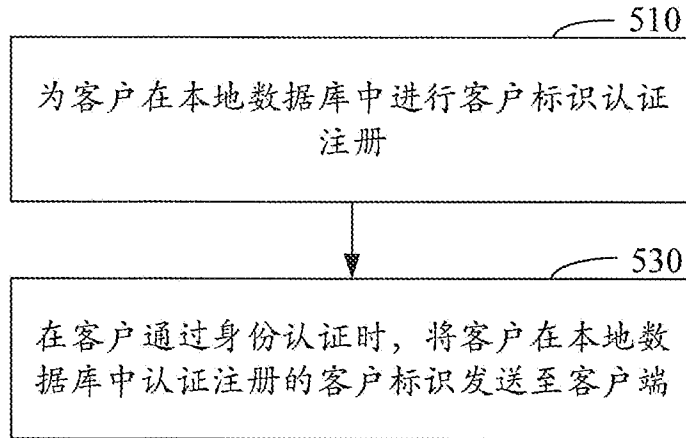 510
为客户在本地数据库中进行客户标识认证
注册
530
在客户通过身份认证时，将客户在本地数
据库中认证注册的客户标识发送至客户端